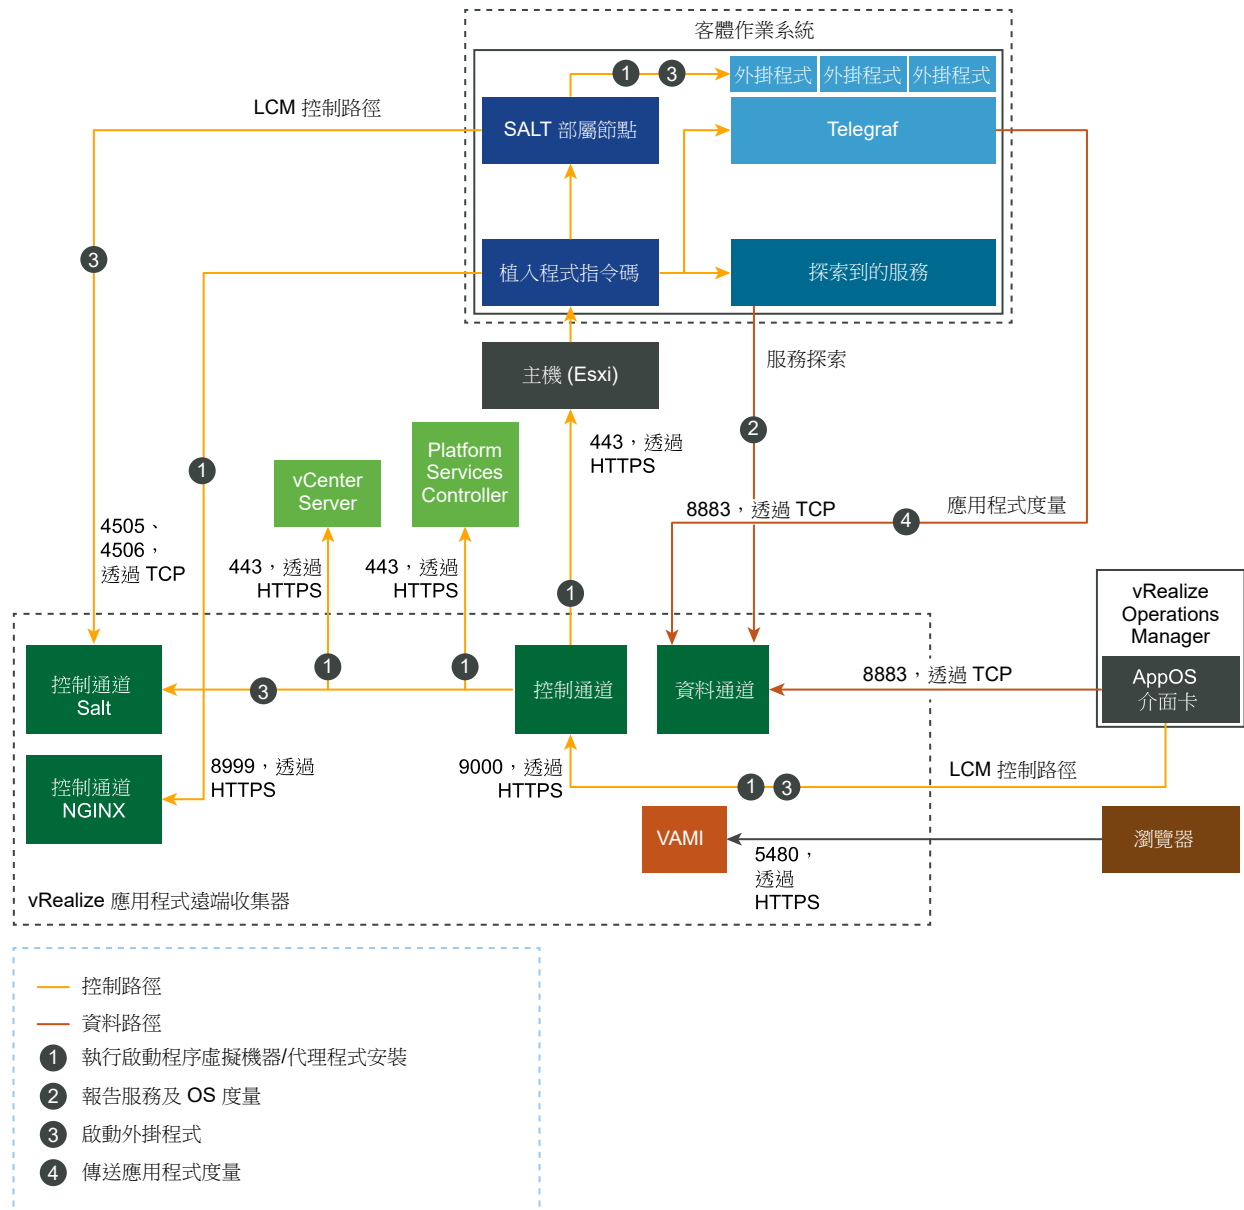 客體作業系統
1
3
外掛程式
外掛程式
外掛程式
LCM 控制路徑
SALT 部屬節點
Telegraf
3
植入程式指令碼
探索到的服務
服務探索
主機 (Esxi)
2
1
443，透過
HTTPS
Platform
Services
Controller
vCenter
Server
8883，透過 TCP
4
應用程式度量
4505、
4506，
透過 TCP
443，透過
HTTPS
443，透過
HTTPS
1
vRealize
Operations
Manager
控制通道
Salt
3
1
1
控制通道
資料通道
8883，透過 TCP
AppOS
介面卡
控制通道
NGINX
8999，透過
HTTPS
9000，透過
HTTPS
1
3
LCM 控制路徑
VAMI
5480，
透過
HTTPS
瀏覽器
vRealize 應用程式遠端收集器
控制路徑
資料路徑
1 執行啟動程序虛擬機器/代理程式安裝
2 報告服務及 OS 度量
3 啟動外掛程式
4 傳送應用程式度量